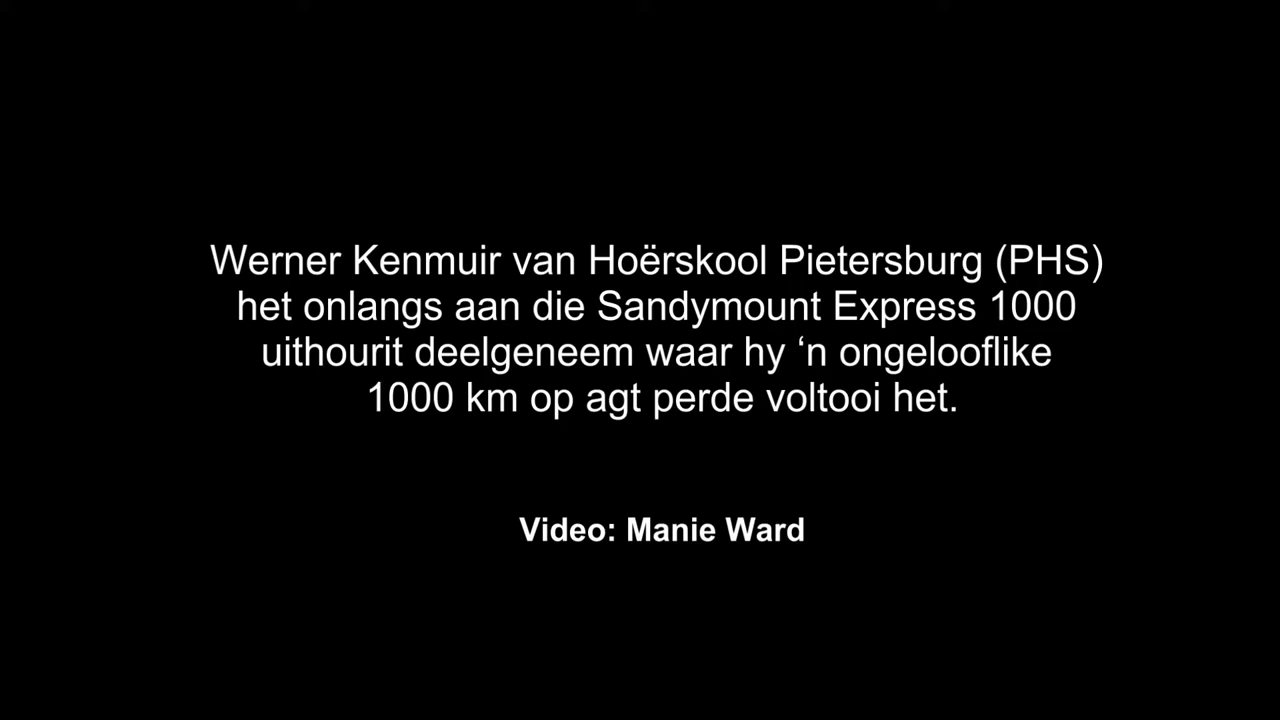 Werner Kenmuir van Hoërskool Pietersburg (PHS)
het onlangs aan die Sandymount Express 1000
uithourit deelgeneem waar hy ‘n ongelooflike
1000 km op agt perde voltooi het.
Video: Manie Ward